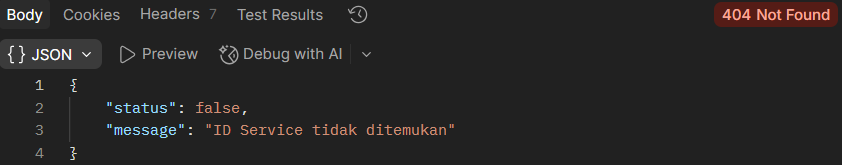 Body Cookies Headers 7 Test Results 404 Not Found
{} JSON Preview Debug with AI
1 {
2 "status": false,
3 "message": "ID Service tidak ditemukan"
4 }